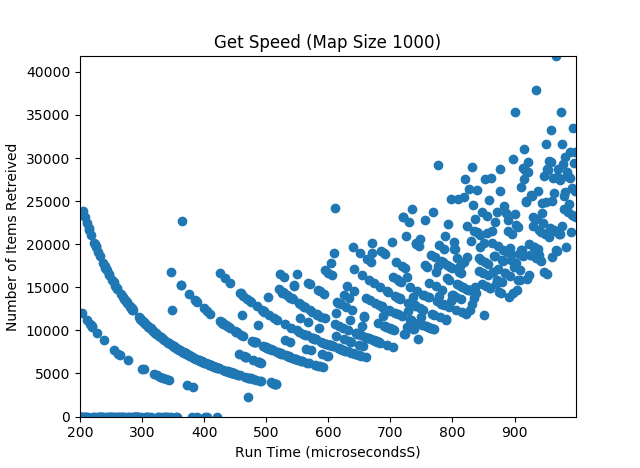 Get Speed (Map Size 1000)
40000
35000
30000
25000
20000
15000
10000
5000
0
Number of Items Retreived
200 300 400 500 600 700 800 900
Run Time (microsecondsS)